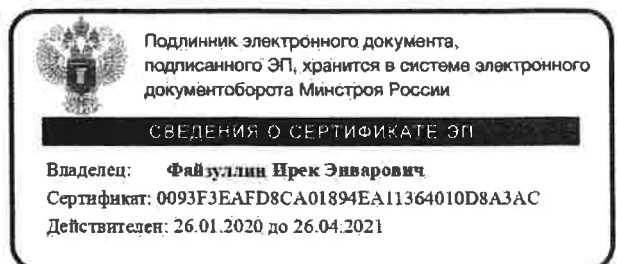 Подлинник электронного документа,
подписанного ЭП, хранится в системе электронного
документоборота Минстроя России
СВЕДЕНИЯ О СЕРТИФИКАТЕ ЭП
Владелец: Файзуллин Ирек Энварович
Сертификат: 0093F3EAFD8CA01894EA11364010D8A3AC
Действителен: 26.01.2020 до 26.04.2021